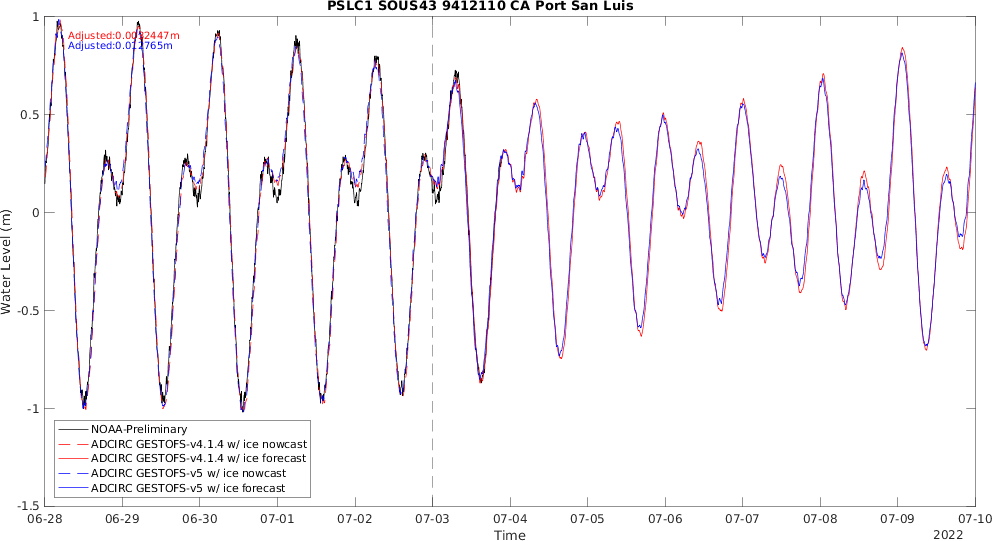 PSLC1 SOUS43 9412110 CA Port San Luis
Water Level (m)
1
0.5
0
-0.5
-1
-1.5
Adjusted:0.012765m
NOAA-Preliminary
ADCIRC GESTOFS-v4.1.4 w/ ice nowcast
ADCIRC GESTOFS-v4.1.4 w/ ice forecast
ADCIRC GESTOFS-v5 w/ ice nowcast
ADCIRC GESTOFS-v5 w/ ice forecast
06-28 06-29 06-30 07-01 07-02 07-03 07-04 07-05 07-06 07-07 07-08 07-09 07-10
Time
2022